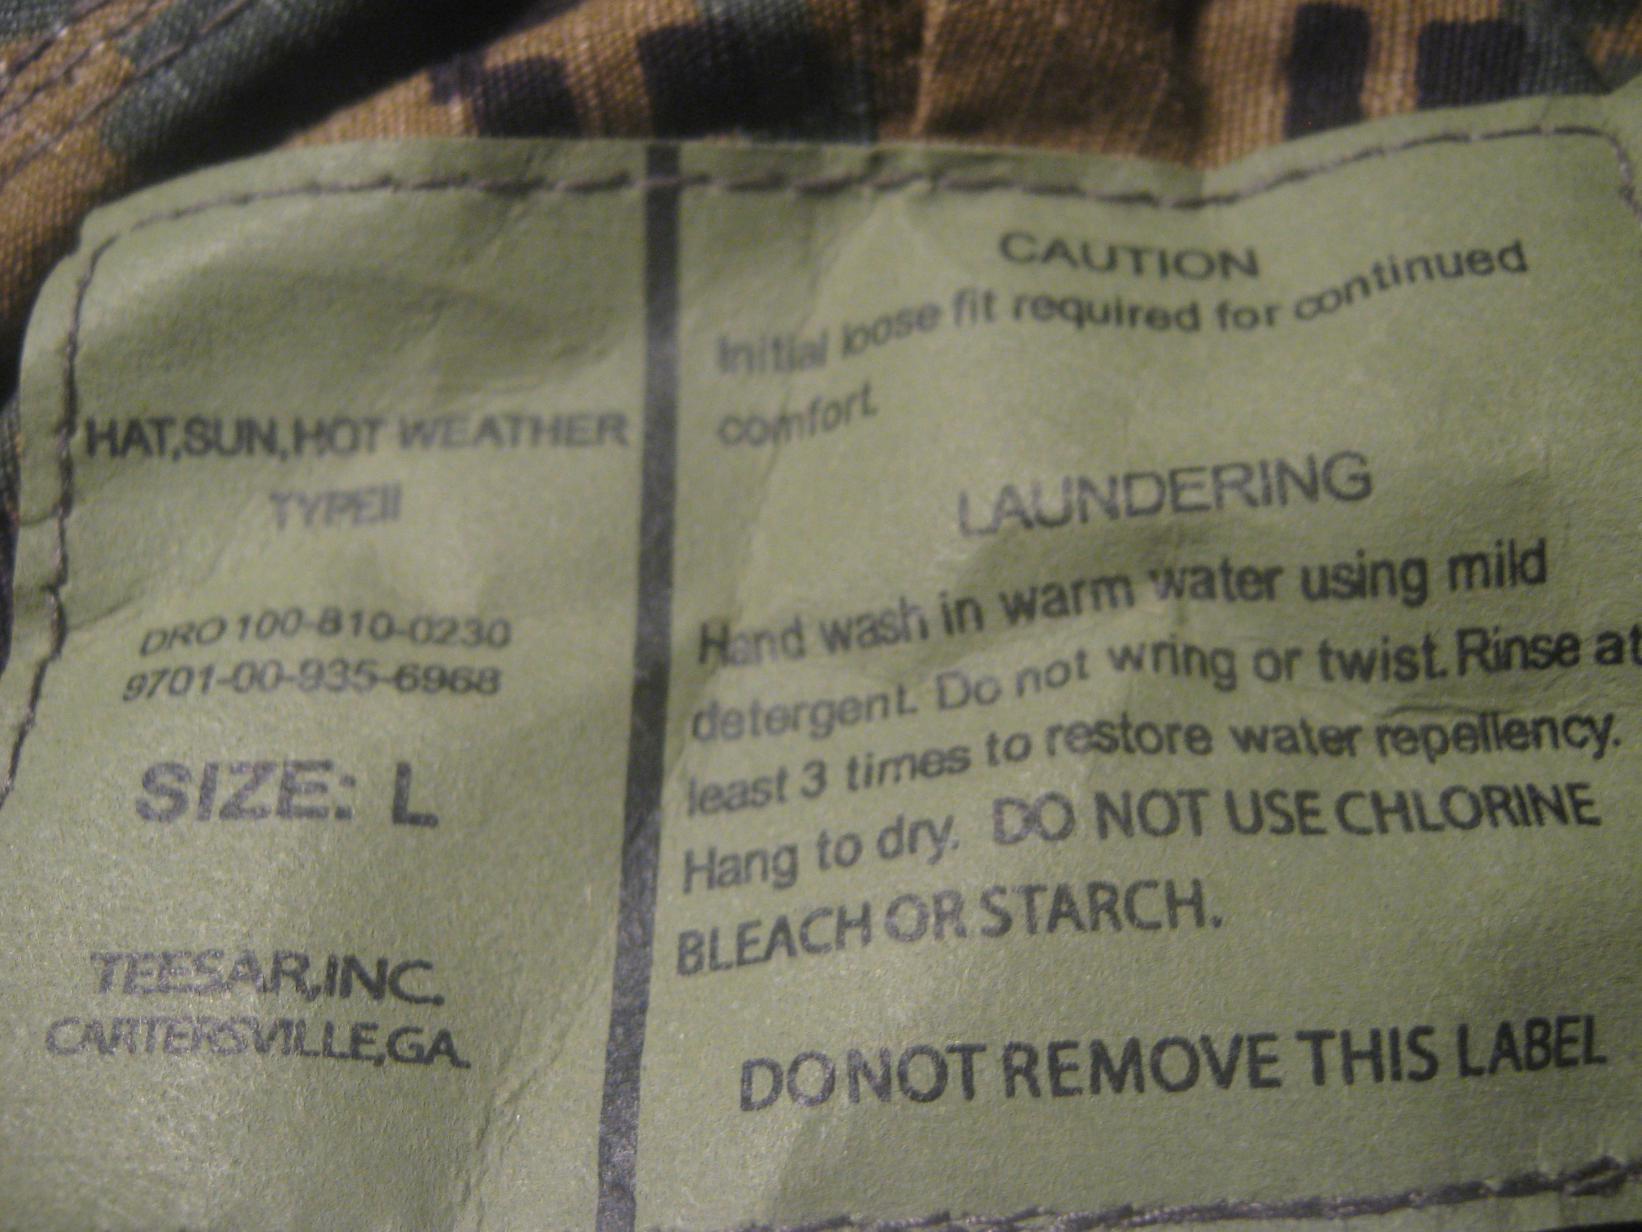 HAT,SUN,HOT WEATHER
TYPEII
DRO 100-810-0230
9701-00-935-6968
SIZE: L
TEESAR,INC.
CARTERSVILLE,GA.
CAUTION
Initial loose fit required for continued
comfort.
LAUNDERING
Hand wash in warm water using mild
detergent. Do not wring or twist. Rinse at
least 3 times to restore water repellency.
Hang to dry. DO NOT USE CHLORINE
BLEACH OR STARCH.
DO NOT REMOVE THIS LABEL